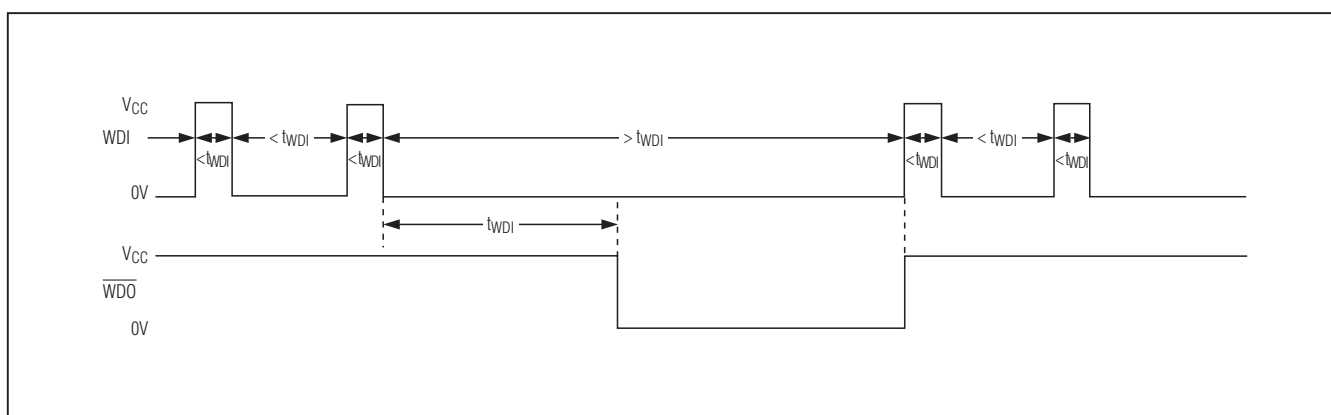 VCC
WDI
< tWDI
> tWDI
< tWDI
<tWDI
<tWDI
<tWDI
<tWDI
0V
tWDI
VCC
WDO
0V